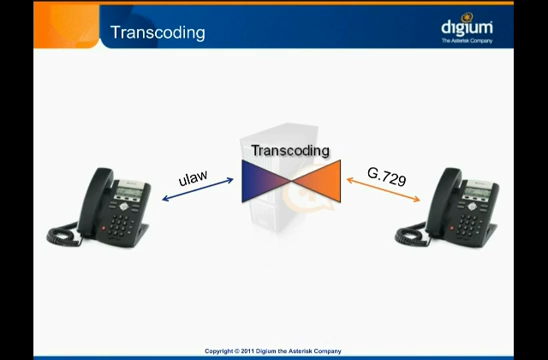 Transcoding
digium
The Asterisk Company
Transcoding
ulaw
G.729
Copyright © 2011 Digium the Asterisk Company